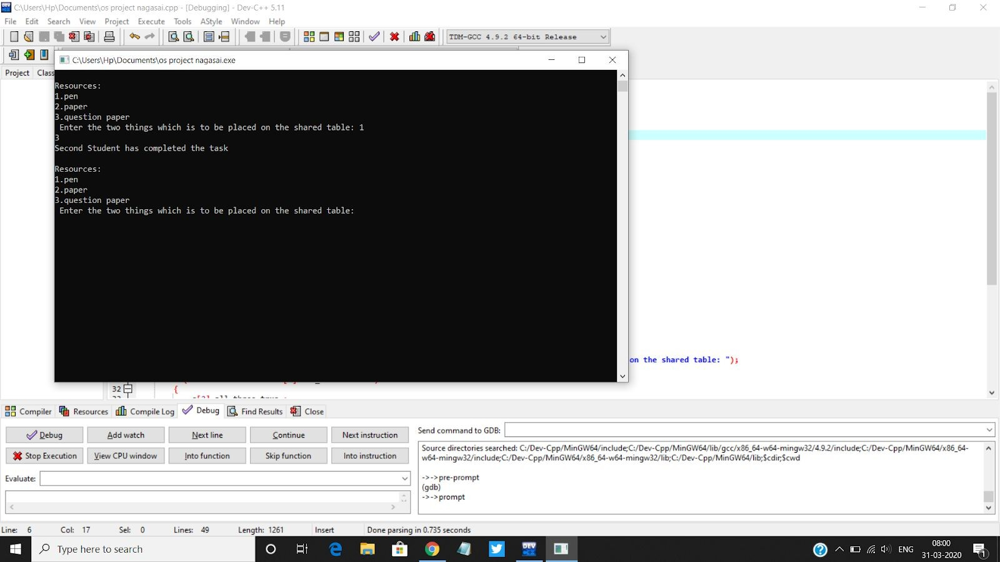 C:\Users\Hp\Documents\os project nagasai.cpp - [Debugging] - Dev-C++ 5.11
File Edit Search View Project Execute Tools AStyle Window Help
TDM-GCC 4.9.2 64-bit Release
C:\Users\Hp\Documents\os project nagasai.exe
Project Class
Resources:
1.pen
2.paper
3.question paper
Enter the two things which is to be placed on the shared table: 1
3
Second Student has completed the task
Resources:
1.pen
2.paper
3.question paper
Enter the two things which is to be placed on the shared table:
on the shared table: ");
32 {
Compiler Resources Compile Log Debug Find Results Close
Debug Add watch Next line Continue Next instruction
Stop Execution View CPU window Into function Skip function Into instruction
Evaluate:
Send command to GDB:
Source directories searched: C:/Dev-Cpp/MinGW64/include;C:/Dev-Cpp/MinGW64/lib/gcc/x86_64-w64-mingw32/4.9.2/include;C:/Dev-Cpp/MinGW64/x86_64-
w64-mingw32/include;C:/Dev-Cpp/MinGW64/x86_64-w64-mingw32/lib;C:/Dev-Cpp/MinGW64/lib;$cdir;$cwd
->->pre-prompt
(gdb)
->->prompt
Line: 6 Col: 17 Sel: 0 Lines: 49 Length: 1261 Insert Done parsing in 0.735 seconds
Type here to search
DEV C++
ENG
08:00
31-03-2020
1